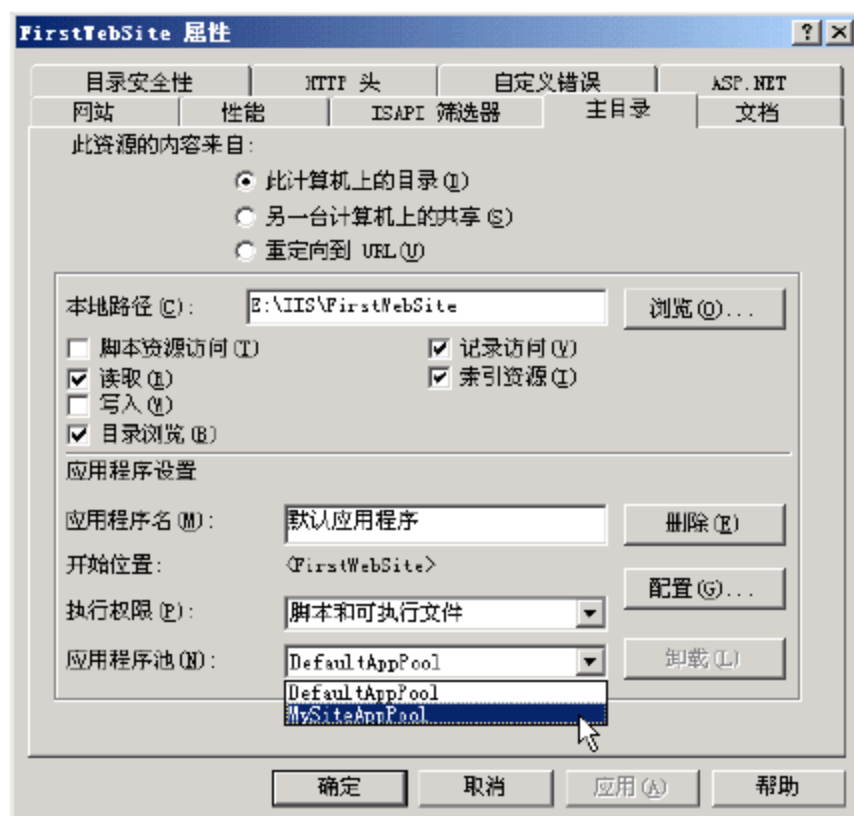 FirstWebSite 属性
目录安全性 HTTP 头 自定义错误 ASP.NET
网站 性能 ISAPI 筛选器 主目录 文档
此资源的内容来自:
此计算机上的目录(D)
另一台计算机上的共享(S)
重定向到 URL(U)
本地路径(C): E:\IIS\FirstWebSite 浏览(O)...
脚本资源访问(T) 记录访问(V)
读取(R) 索引资源(I)
写入(W)
目录浏览(B)
应用程序设置
应用程序名(M): 默认应用程序 删除(E)
开始位置: <FirstWebSite>
配置(G)...
执行权限(P): 脚本和可执行文件
应用程序池(N): DefaultAppPool 卸载(L)
DefaultAppPool
MySiteAppPool
确定 取消 应用(A) 帮助